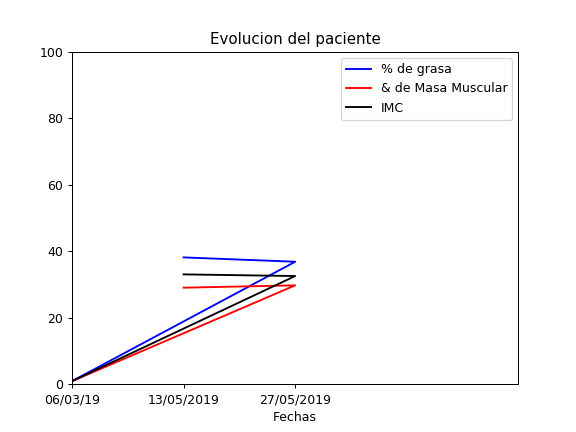 Evolucion del paciente
100
80
60
40
20
0
% de grasa
& de Masa Muscular
IMC
06/03/19 13/05/2019 27/05/2019
Fechas